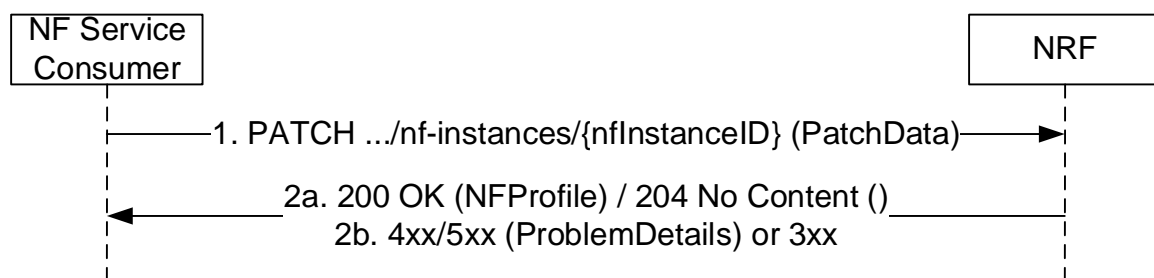 NF Service
Consumer
NRF
1. PATCH .../nf-instances/{nfInstanceID} (PatchData)
2a. 200 OK (NFProfile) / 204 No Content ()
2b. 4xx/5xx (ProblemDetails) or 3xx